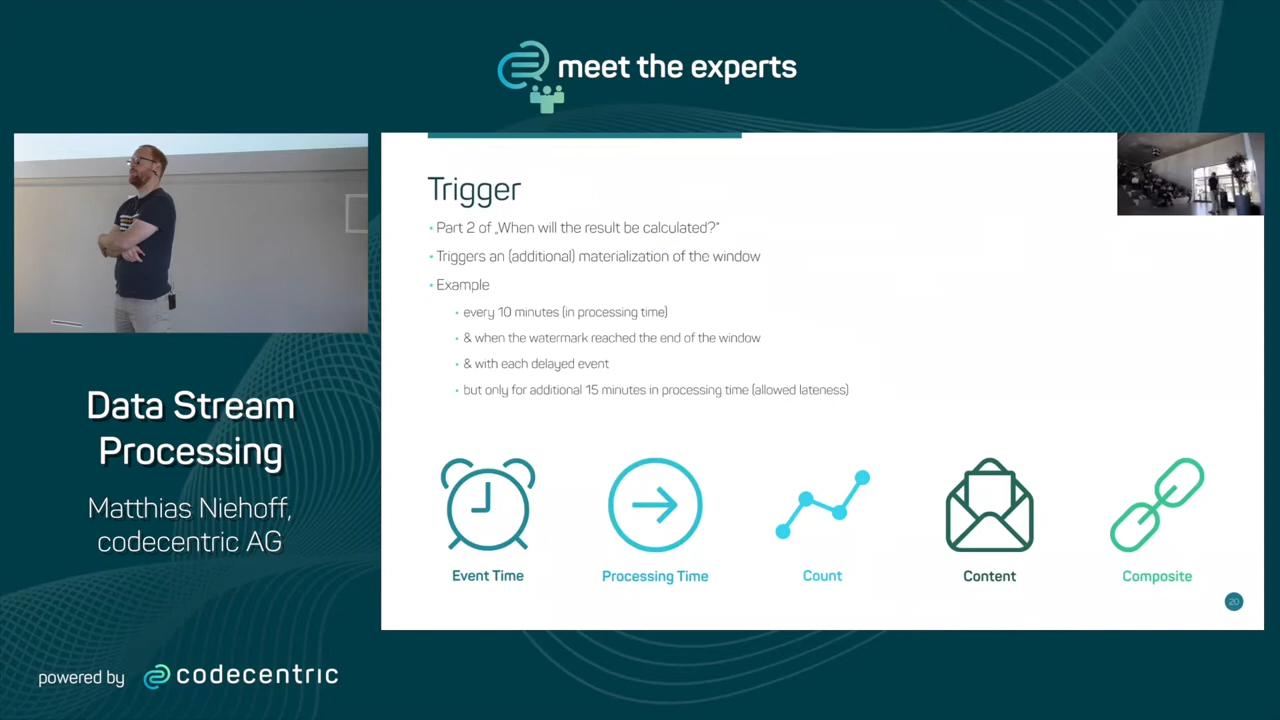 meet the experts
Trigger
• Part 2 of „When will the result be calculated?“
• Triggers an (additional) materialization of the window
• Example
• every 10 minutes (in processing time)
• & when the watermark reached the end of the window
• & with each delayed event
• but only for additional 15 minutes in processing time (allowed lateness)
Event Time
Processing Time
Count
Content
Composite
20
Data Stream
Processing
Matthias Niehoff,
codecentric AG
powered by codecentric